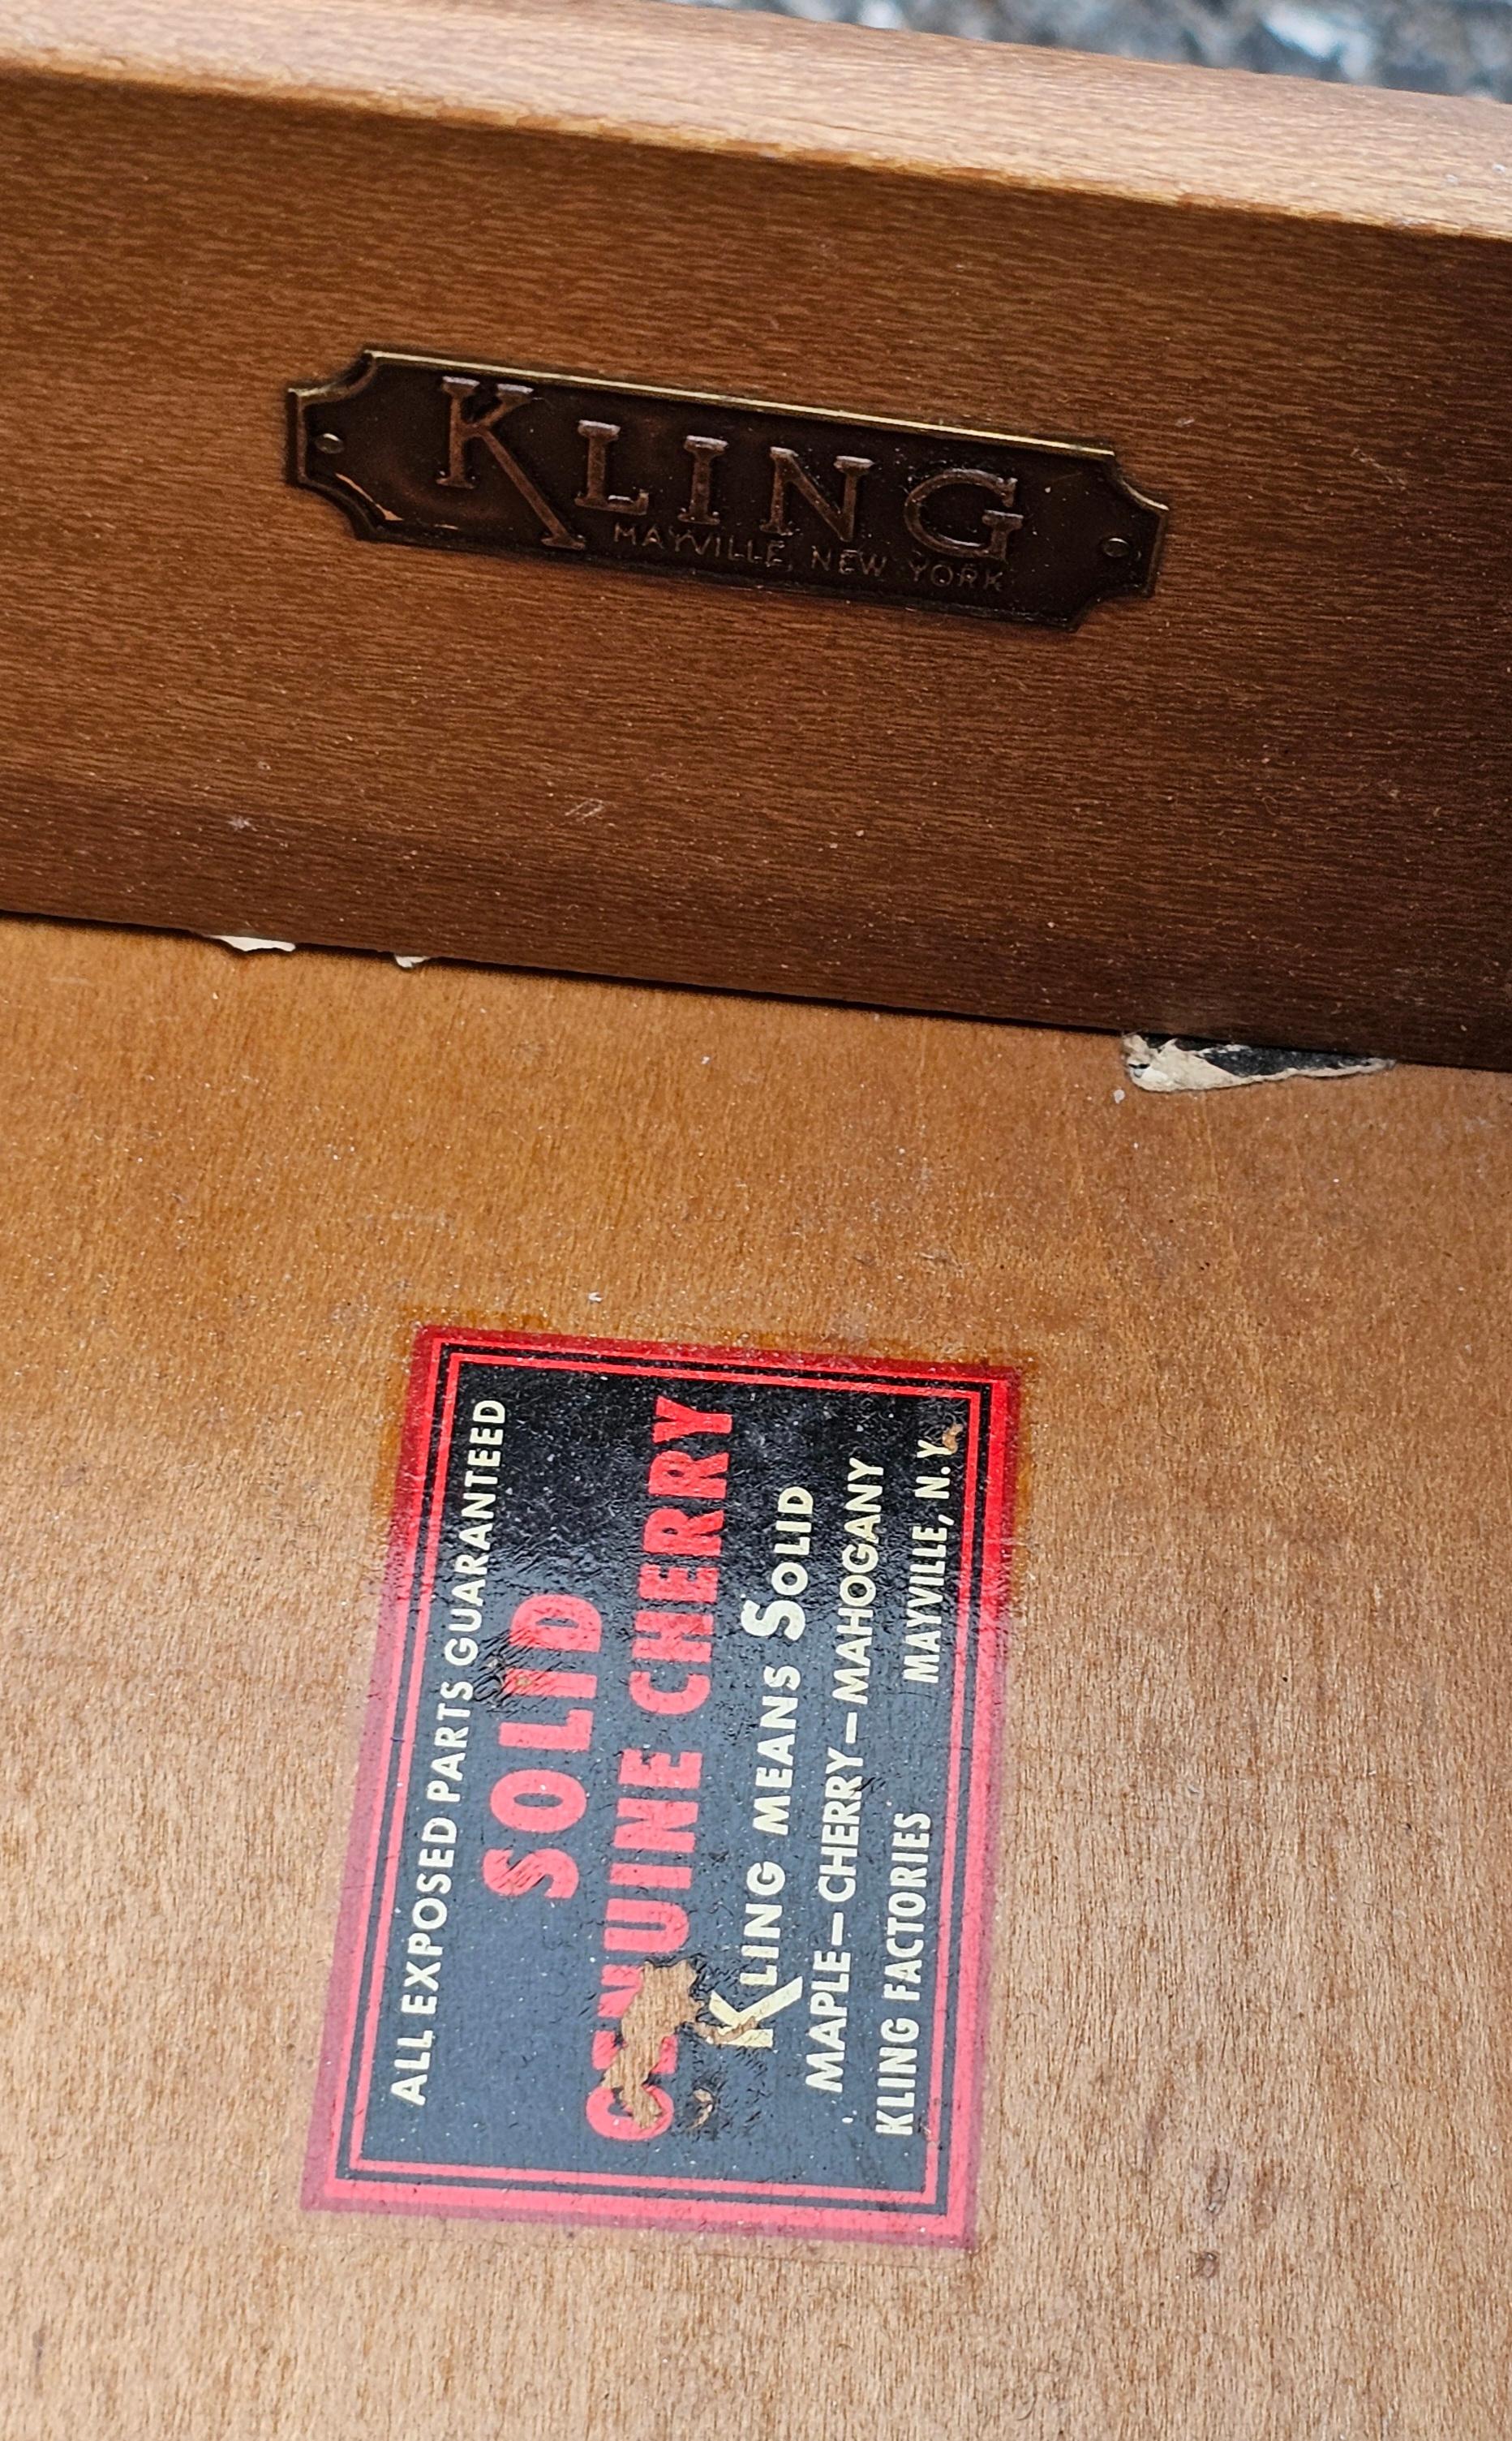 KLING
MAYVILLE, NEW YORK
ALL EXPOSED PARTS GUARANTEED
SOLID
GENUINE CHERRY
KLING MEANS SOLID
MAPLE—CHERRY—MAHOGANY
KLING FACTORIES MAYVILLE, N.Y.